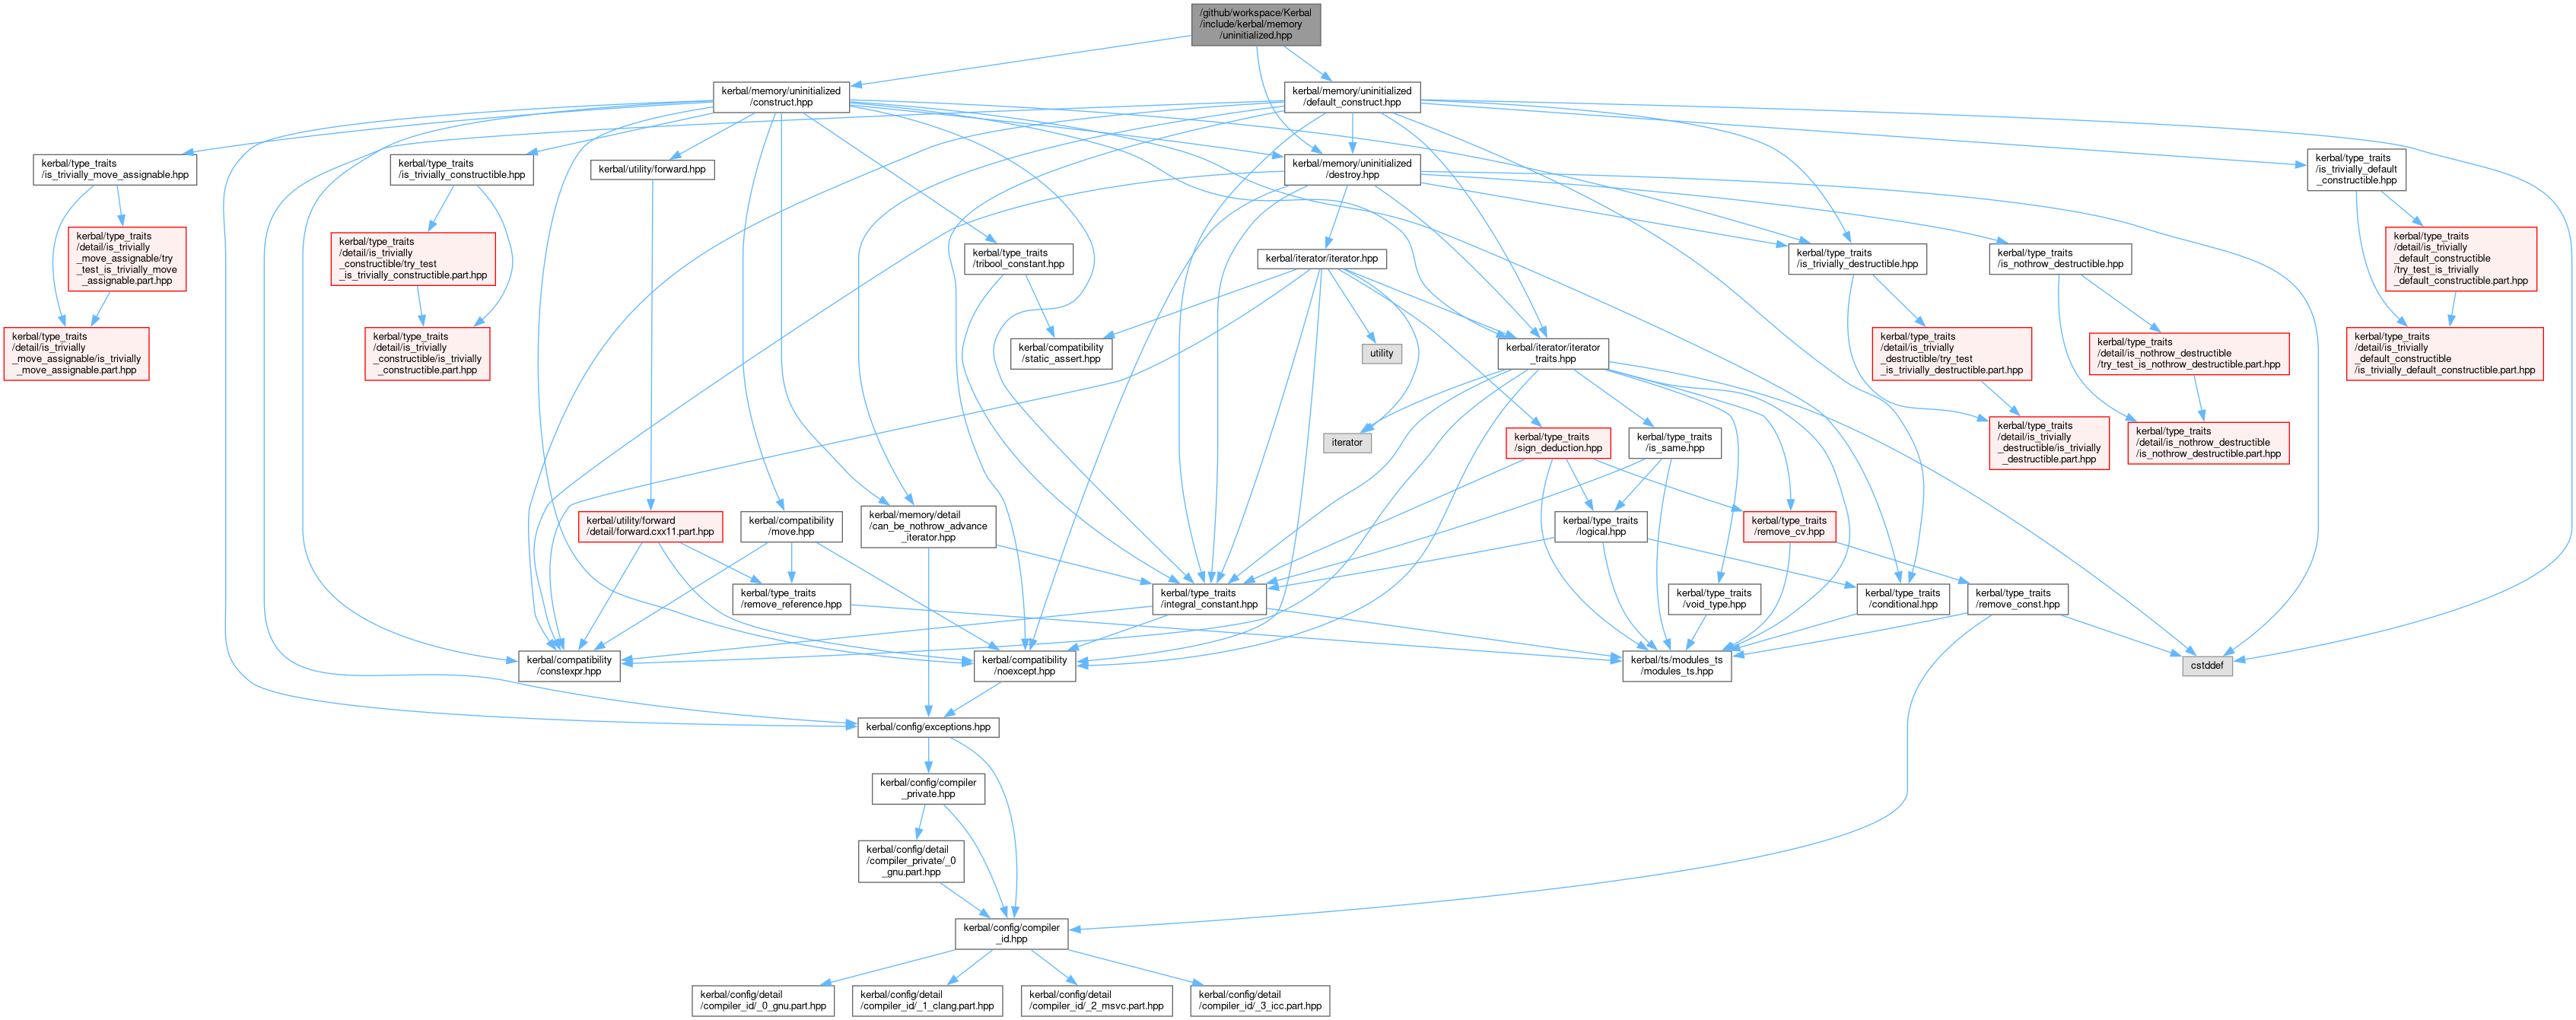 /github/workspace/Kerbal
/include/kerbal/memory
/uninitialized.hpp
kerbal/memory/uninitialized
/construct.hpp
kerbal/memory/uninitialized
/default_construct.hpp
kerbal/type_traits
/is_trivially_move_assignable.hpp
kerbal/type_traits
/is_trivially_constructible.hpp
kerbal/utility/forward.hpp
kerbal/memory/uninitialized
/destroy.hpp
kerbal/type_traits
/is_trivially_default
_constructible.hpp
kerbal/type_traits
/detail/is_trivially
_move_assignable/try
_test_is_trivially_move
_assignable.part.hpp
kerbal/type_traits
/detail/is_trivially
_constructible/try_test
_is_trivially_constructible.part.hpp
kerbal/type_traits
/tribool_constant.hpp
kerbal/iterator/iterator.hpp
kerbal/type_traits
/is_trivially_destructible.hpp
kerbal/type_traits
/is_nothrow_destructible.hpp
kerbal/type_traits
/detail/is_trivially
_default_constructible
/try_test_is_trivially
_default_constructible.part.hpp
kerbal/type_traits
/detail/is_trivially
_move_assignable/is_trivially
_move_assignable.part.hpp
kerbal/type_traits
/detail/is_trivially
_constructible/is_trivially
_constructible.part.hpp
kerbal/compatibility
/static_assert.hpp
utility
kerbal/iterator/iterator
_traits.hpp
kerbal/type_traits
/detail/is_trivially
_destructible/try_test
_is_trivially_destructible.part.hpp
kerbal/type_traits
/detail/is_nothrow_destructible
/try_test_is_nothrow_destructible.part.hpp
kerbal/type_traits
/detail/is_trivially
_default_constructible
/is_trivially_default_constructible.part.hpp
iterator
kerbal/type_traits
/sign_deduction.hpp
kerbal/type_traits
/is_same.hpp
kerbal/type_traits
/detail/is_trivially
_destructible/is_trivially
_destructible.part.hpp
kerbal/type_traits
/detail/is_nothrow_destructible
/is_nothrow_destructible.part.hpp
kerbal/utility/forward
/detail/forward.cxx11.part.hpp
kerbal/compatibility
/move.hpp
kerbal/memory/detail
/can_be_nothrow_advance
_iterator.hpp
kerbal/type_traits
/logical.hpp
kerbal/type_traits
/remove_cv.hpp
kerbal/type_traits
/remove_reference.hpp
kerbal/type_traits
/integral_constant.hpp
kerbal/type_traits
/void_type.hpp
kerbal/type_traits
/conditional.hpp
kerbal/type_traits
/remove_const.hpp
kerbal/compatibility
/constexpr.hpp
kerbal/compatibility
/noexcept.hpp
kerbal/ts/modules_ts
/modules_ts.hpp
cstddef
kerbal/config/exceptions.hpp
kerbal/config/compiler
_private.hpp
kerbal/config/detail
/compiler_private/_0
_gnu.part.hpp
kerbal/config/compiler
_id.hpp
kerbal/config/detail
/compiler_id/_0_gnu.part.hpp
kerbal/config/detail
/compiler_id/_1_clang.part.hpp
kerbal/config/detail
/compiler_id/_2_msvc.part.hpp
kerbal/config/detail
/compiler_id/_3_icc.part.hpp